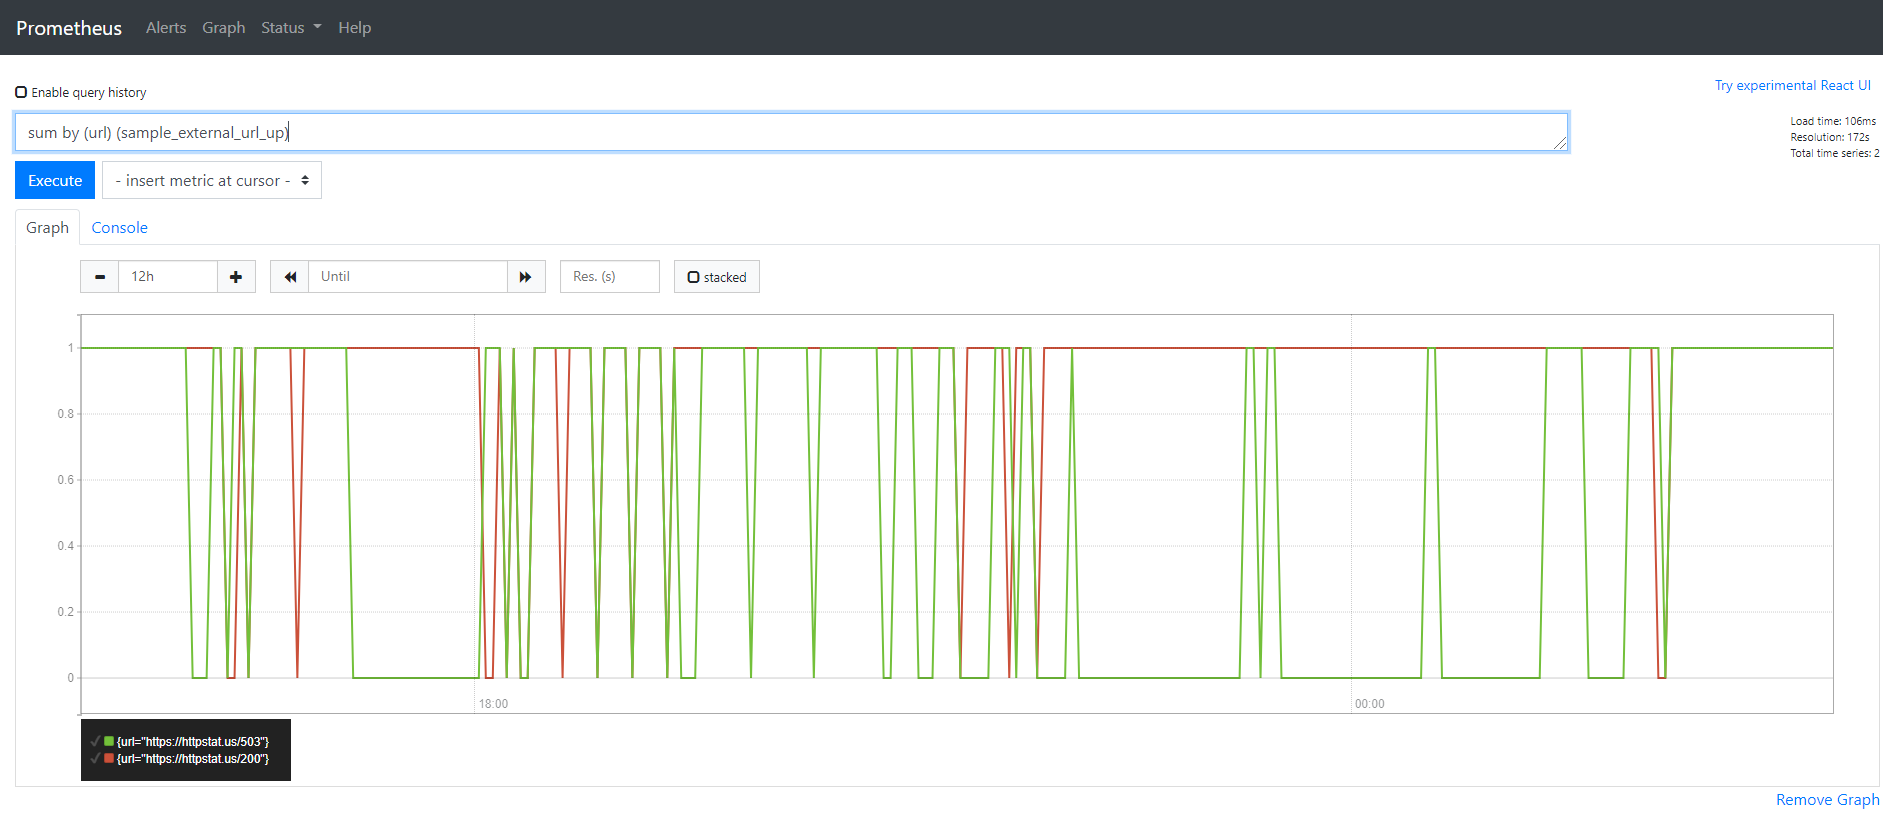 Prometheus Alerts Graph Status Help
Enable query history
Try experimental React UI
sum by (url) (sample_external_url_up)
Load time: 106ms
Resolution: 172s
Total time series: 2
Execute - insert metric at cursor -
Graph Console
12h Until Res. (s) stacked
1
0.8
0.6
0.4
0.2
0
18:00 00:00
{url="https://httpstat.us/503"}
{url="https://httpstat.us/200"}
Remove Graph